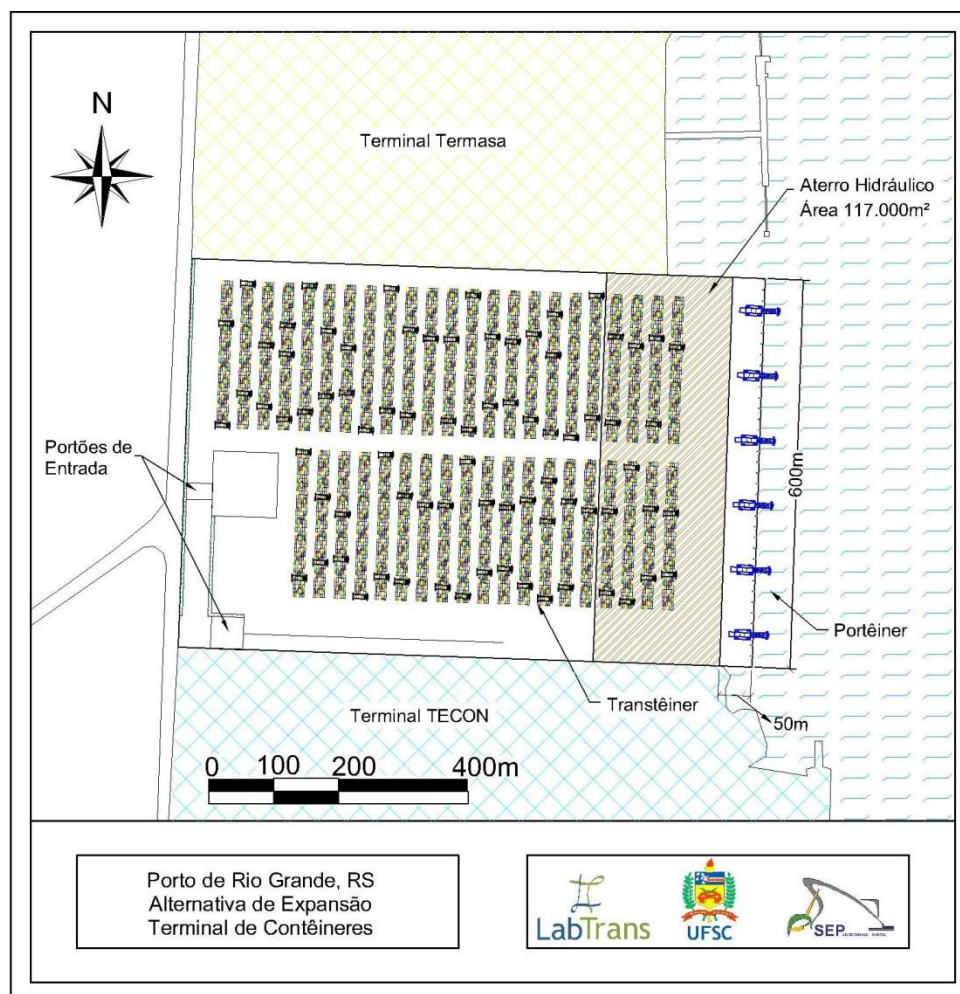 N
Terminal Termasa
Aterro Hidráulico
Área 117.000m²
Portões de
Entrada
600m
Portêiner
Transtêiner
Terminal TECON
50m
0 100 200 400m
Porto de Rio Grande, RS
Alternativa de Expansão
Terminal de Contêineres
LabTrans
UFSC
SEP